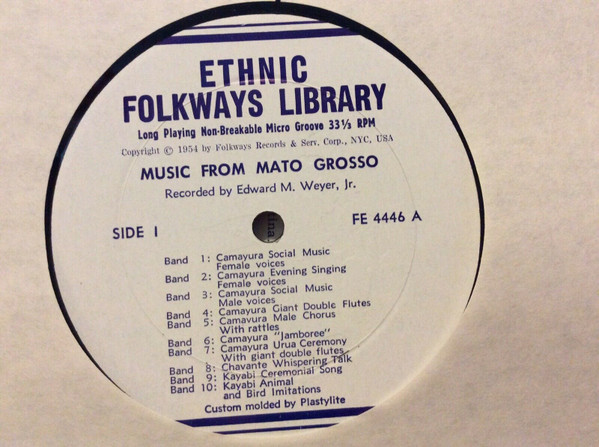 ETHNIC
FOLKWAYS LIBRARY
Long Playing Non-Breakable Micro Groove 33⅓ RPM
Copyright © 1954 by Folkways Records & Serv. Corp., NYC, USA
MUSIC FROM MATO GROSSO
Recorded by Edward M. Weyer, Jr.
SIDE I FE 4446 A
Band 1: Camayura Social Music
Female voices
Band 2: Camayura Evening Singing
Female voices
Band 3: Camayura Social Music
Male voices
Band 4: Camayura Giant Double Flutes
Band 5: Camavura Male Chorus
With rattles
Band 6: Camayura "Jamboree"
Band 7: Camayura Urua Ceremony
With giant double flutes
Band 8: Chavante Whispering Talk
Band 9: Kayabi Ceremonial Song
Band 10: Kayabi Animal
and Bird Imitations
Custom molded by Plastylite